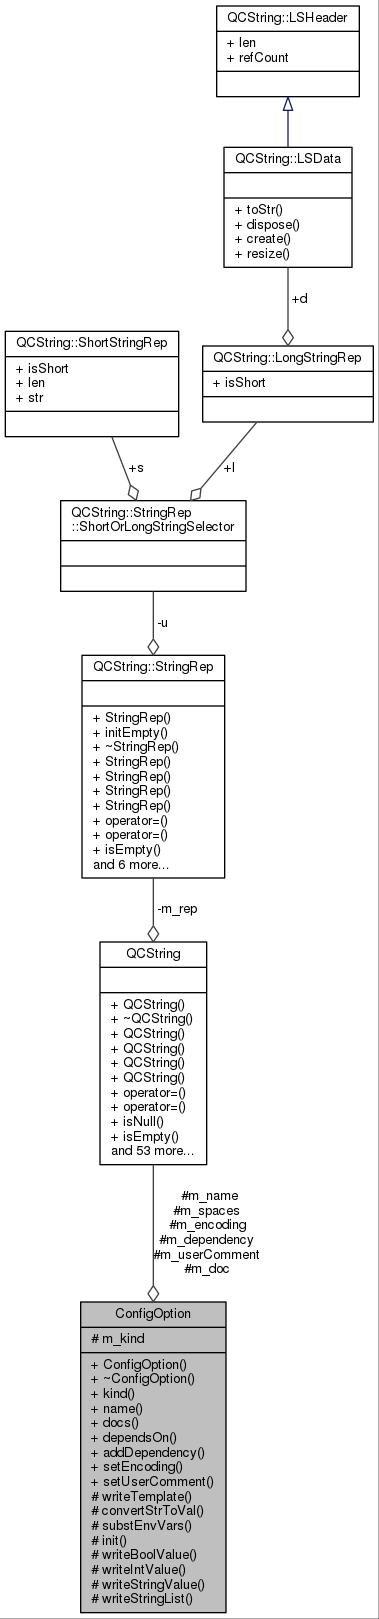 QCString::LSHeader
+ len
+ refCount
QCString::LSData
+ toStr()
+ dispose()
+ create()
+ resize()
+d
QCString::ShortStringRep
+ isShort
+ len
+ str
QCString::LongStringRep
+ isShort
+s
+l
QCString::StringRep
::ShortOrLongStringSelector
-u
QCString::StringRep
+ StringRep()
+ initEmpty()
+ ~StringRep()
+ StringRep()
+ StringRep()
+ StringRep()
+ StringRep()
+ operator=()
+ operator=()
+ isEmpty()
and 6 more...
-m_rep
QCString
+ QCString()
+ ~QCString()
+ QCString()
+ QCString()
+ QCString()
+ QCString()
+ operator=()
+ operator=()
+ isNull()
+ isEmpty()
and 53 more...
#m_name
#m_spaces
#m_encoding
#m_dependency
#m_userComment
#m_doc
ConfigOption
# m_kind
+ ConfigOption()
+ ~ConfigOption()
+ kind()
+ name()
+ docs()
+ dependsOn()
+ addDependency()
+ setEncoding()
+ setUserComment()
# writeTemplate()
# convertStrToVal()
# substEnvVars()
# init()
# writeBoolValue()
# writeIntValue()
# writeStringValue()
# writeStringList()